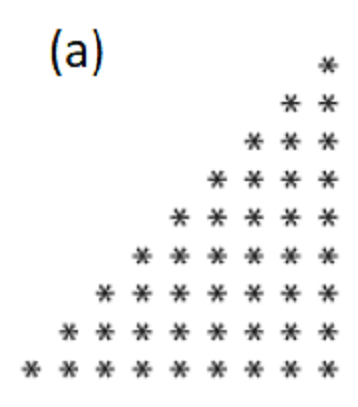 (a)
*
* *
* * *
* * * *
* * * * *
* * * * * *
* * * * * * *
* * * * * * * *
* * * * * * * * *